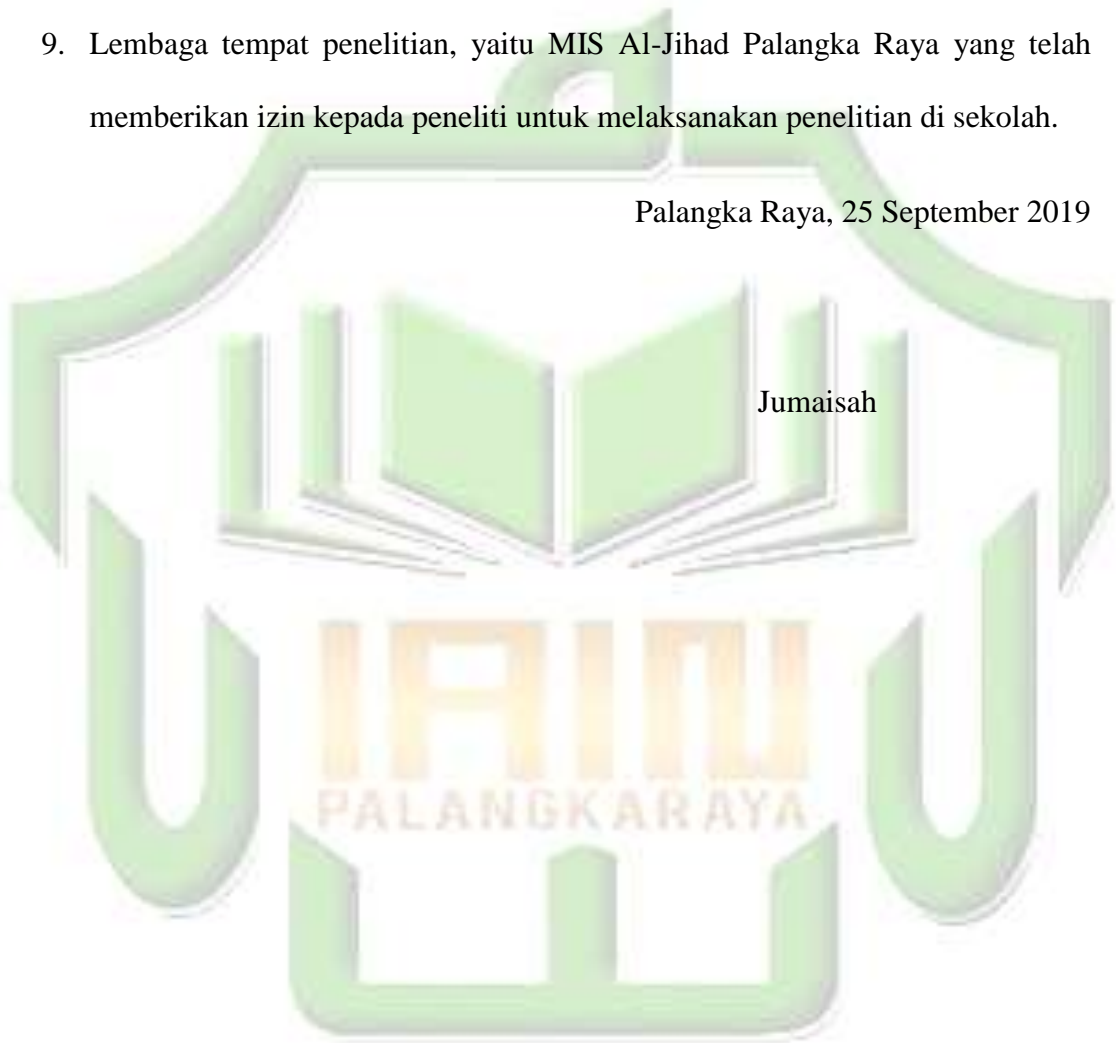 9. Lembaga tempat penelitian, yaitu MIS Al-Jihad Palangka Raya yang telah
memberikan izin kepada peneliti untuk melaksanakan penelitian di sekolah.
Palangka Raya, 25 September 2019
Jumaisah
IAIN
PALANGKARAYA